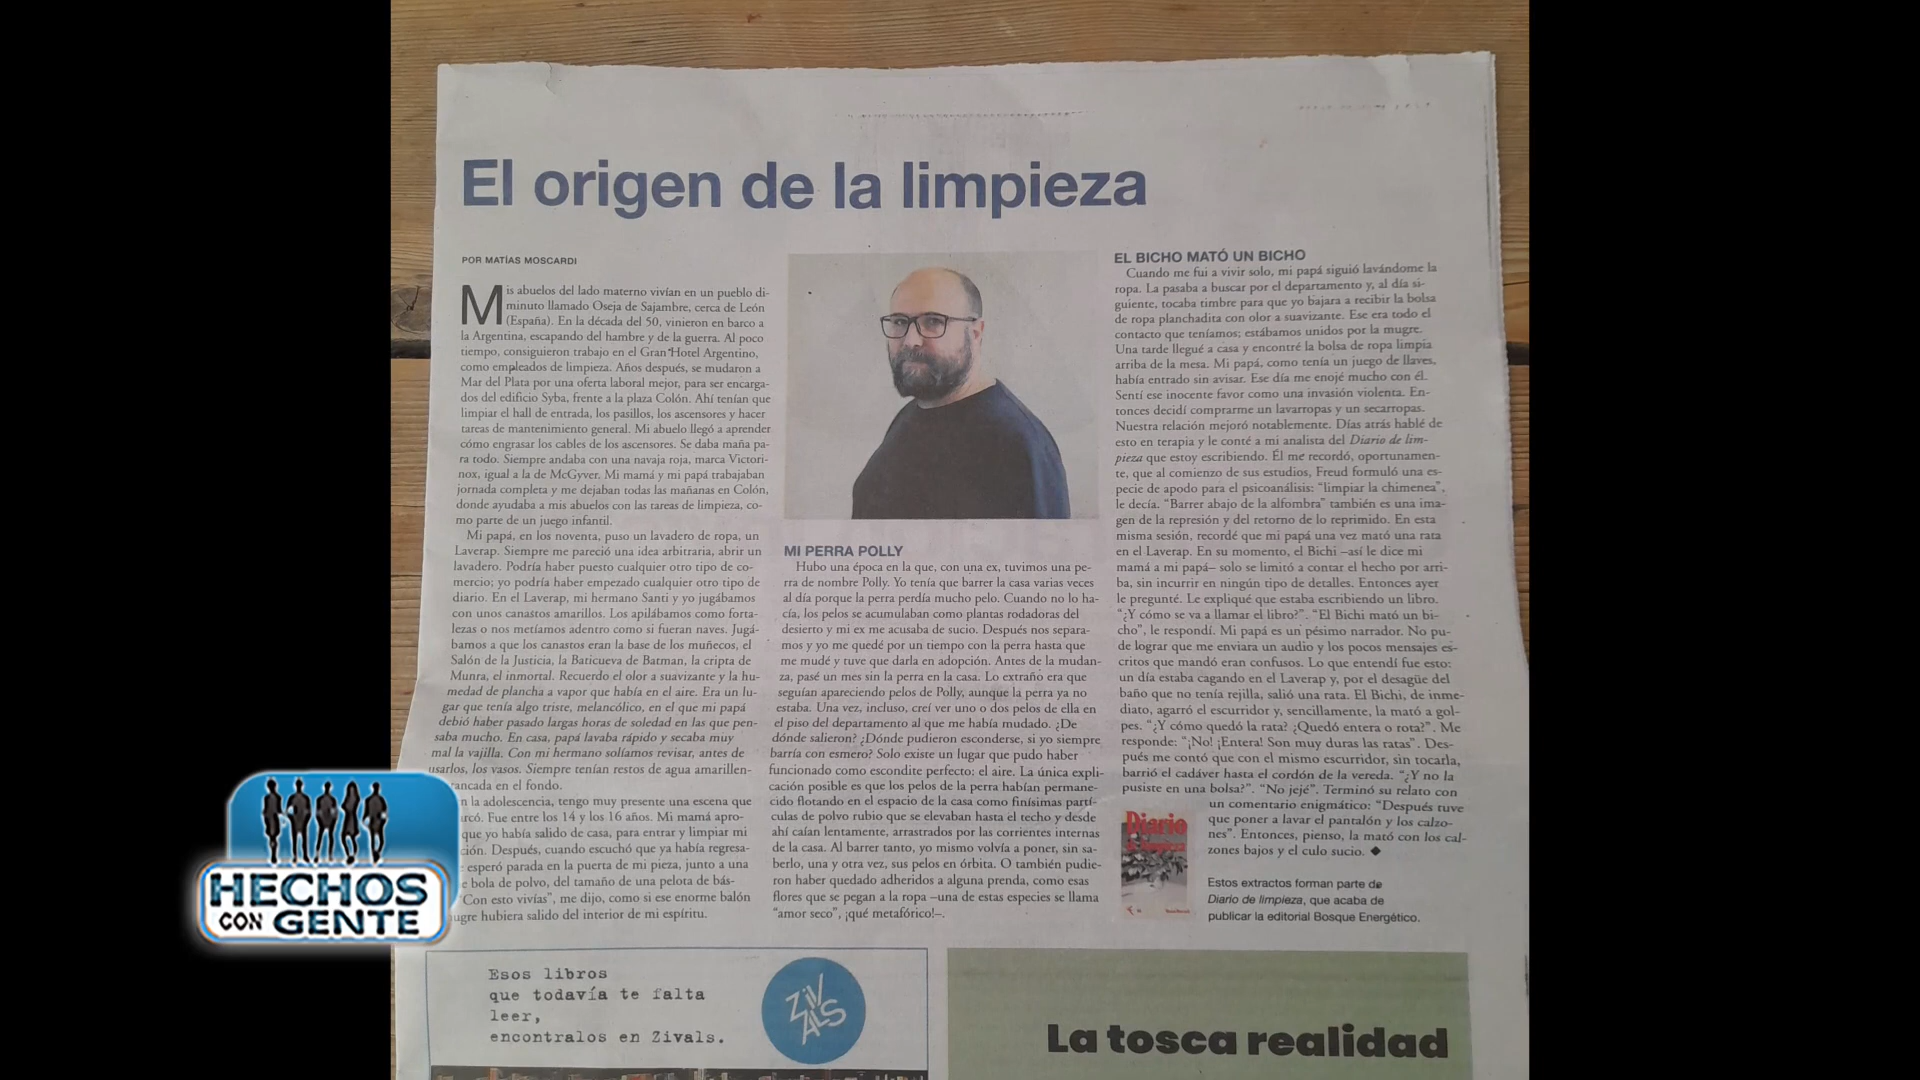 El origen de la limpieza
POR MATÍAS MOSCARDI
Mis abuelos del lado materno vivían en un pueblo di-
minuto llamado Oseja de Sajambre, cerca de León
(España). En la década del 50, vinieron en barco a
la Argentina, escapando del hambre y de la guerra. Al poco
tiempo, consiguieron trabajo en el Gran Hotel Argentino,
como empleados de limpieza. Años después, se mudaron a
Mar del Plata por una oferta laboral mejor, para ser encarga-
dos del edificio Syba, frente a la plaza Colón. Ahí tenían que
limpiar el hall de entrada, los pasillos, los ascensores y hacer
tareas de mantenimiento general. Mi abuelo llegó a aprender
cómo engrasar los cables de los ascensores. Se daba maña pa-
ra todo. Siempre andaba con una navaja roja, marca Victori-
nox, igual a la de McGyver. Mi mamá y mi papá trabajaban
jornada completa y me dejaban todas las mañanas en Colón,
donde ayudaba a mis abuelos con las tareas de limpieza, co-
mo parte de un juego infantil.
Mi papá, en los noventa, puso un lavadero de ropa, un
Laverap. Siempre me pareció una idea arbitraria, abrir un
lavadero. Podría haber puesto cualquier otro tipo de co-
mercio; yo podría haber empezado cualquier otro tipo de
diario. En el Laverap, mi hermano Santi y yo jugábamos
con unos canastos amarillos. Los apilábamos como forta-
lezas o nos metíamos adentro como si fueran naves. Jugá-
bamos a que los canastos eran la base de los muñecos, el
Salón de la Justicia, la Baticueva de Batman, la cripta de
Munra, el inmortal. Recuerdo el olor a suavizante y la hu-
medad de plancha a vapor que había en el aire. Era un lu-
gar que tenía algo triste, melancólico, en el que mi papá
debió haber pasado largas horas de soledad en las que pen-
saba mucho. En casa, papá lavaba rápido y secaba muy
mal la vajilla. Con mi hermano solíamos revisar, antes de
usarlos, los vasos. Siempre tenían restos de agua amarillen-
rancada en el fondo.
n la adolescencia, tengo muy presente una escena que
rcó. Fue entre los 14 y los 16 años. Mi mamá apro-
que yo había salido de casa, para entrar y limpiar mi
ción. Después, cuando escuchó que ya había regresa-
esperó parada en la puerta de mi pieza, junto a una
e bola de polvo, del tamaño de una pelota de bás-
"Con esto vivías", me dijo, como si ese enorme balón
ugre hubiera salido del interior de mi espíritu.
MI PERRA POLLY
Hubo una época en la que, con una ex, tuvimos una pe-
rra de nombre Polly. Yo tenía que barrer la casa varias veces
al día porque la perra perdía mucho pelo. Cuando no lo ha-
cía, los pelos se acumulaban como plantas rodadoras del
desierto y mi ex me acusaba de sucio. Después nos separa-
mos y yo me quedé por un tiempo con la perra hasta que
me mudé y tuve que darla en adopción. Antes de la mudan-
za, pasé un mes sin la perra en la casa. Lo extraño era que
seguían apareciendo pelos de Polly, aunque la perra ya no
estaba. Una vez, incluso, creí ver uno o dos pelos de ella en
el piso del departamento al que me había mudado. ¿De
dónde salieron? ¿Dónde pudieron esconderse, si yo siempre
barría con esmero? Solo existe un lugar que pudo haber
funcionado como escondite perfecto: el aire. La única expli-
cación posible es que los pelos de la perra habían permane-
cido flotando en el espacio de la casa como finísimas partí-
culas de polvo rubio que se elevaban hasta el techo y desde
ahí caían lentamente, arrastrados por las corrientes internas
de la casa. Al barrer tanto, yo mismo volvía a poner, sin sa-
berlo, una y otra vez, sus pelos en órbita. O también pudie-
ron haber quedado adheridos a alguna prenda, como esas
flores que se pegan a la ropa –una de estas especies se llama
"amor seco", ¡qué metafórico!–.
EL BICHO MATÓ UN BICHO
Cuando me fui a vivir solo, mi papá siguió lavándome la
ropa. La pasaba a buscar por el departamento y, al día si-
guiente, tocaba timbre para que yo bajara a recibir la bolsa
de ropa planchadita con olor a suavizante. Ese era todo el
contacto que teníamos; estábamos unidos por la mugre.
Una tarde llegué a casa y encontré la bolsa de ropa limpia
arriba de la mesa. Mi papá, como tenía un juego de llaves,
había entrado sin avisar. Ese día me enojé mucho con él.
Sentí ese inocente favor como una invasión violenta. En-
tonces decidí comprarme un lavarropas y un secarropas.
Nuestra relación mejoró notablemente. Días atrás hablé de
esto en terapia y le conté a mi analista del Diario de lim-
pieza que estoy escribiendo. Él me recordó, oportunamen-
te, que al comienzo de sus estudios, Freud formuló una es-
pecie de apodo para el psicoanálisis: "limpiar la chimenea",
le decía. "Barrer abajo de la alfombra" también es una ima-
gen de la represión y del retorno de lo reprimido. En esta
misma sesión, recordé que mi papá una vez mató una rata
en el Laverap. En su momento, el Bichi –así le dice mi
mamá a mi papá– solo se limitó a contar el hecho por arri-
ba, sin incurrir en ningún tipo de detalles. Entonces ayer
le pregunté. Le expliqué que estaba escribiendo un libro.
"¿Y cómo se va a llamar el libro?". "El Bichi mató un bi-
cho", le respondí. Mi papá es un pésimo narrador. No pu-
de lograr que me enviara un audio y los pocos mensajes es-
critos que mandó eran confusos. Lo que entendí fue esto:
un día estaba cagando en el Laverap y, por el desagüe del
baño que no tenía rejilla, salió una rata. El Bichi, de inme-
diato, agarró el escurridor y, sencillamente, la mató a gol-
pes. "¿Y cómo quedó la rata? ¿Quedó entera o rota?". Me
responde: "¡No! ¡Entera! Son muy duras las ratas". Des-
pués me contó que con el mismo escurridor, sin tocarla,
barrió el cadáver hasta el cordón de la vereda. "¿Y no la
pusiste en una bolsa?". "No jejé". Terminó su relato con
un comentario enigmático: "Después tuve
que poner a lavar el pantalón y los calzo-
nes". Entonces, pienso, la mató con los cal-
zones bajos y el culo sucio. ◆
Diario
de limpieza
Estos extractos forman parte de
Diario de limpieza, que acaba de
publicar la editorial Bosque Energético.
HECHOS
CON GENTE
Esos libros
que todavía te falta
leer,
encontralos en Zivals.
ZIVALS
La tosca realidad